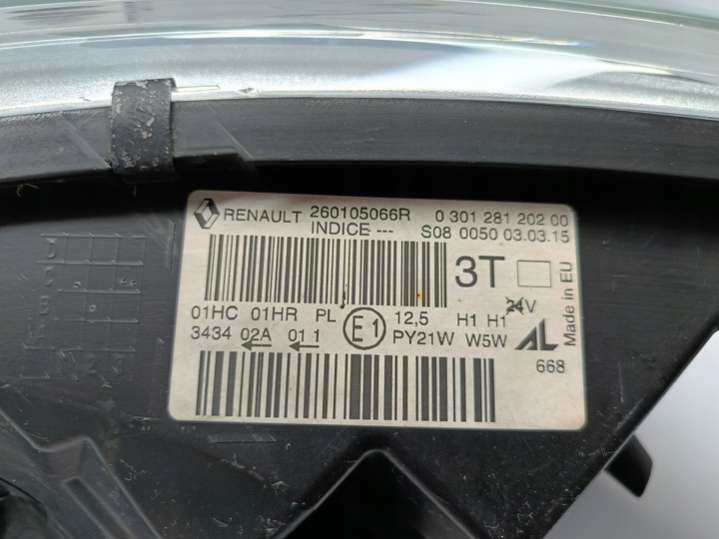 RENAULT 260105066R 0 301 281 202 00
INDICE --- S08 0050 03.03.15
3T
Made in EU
01HC 01HR PL E1 12,5 H1 H1 24V
3434 02A 01 1 PY21W W5W AL
668